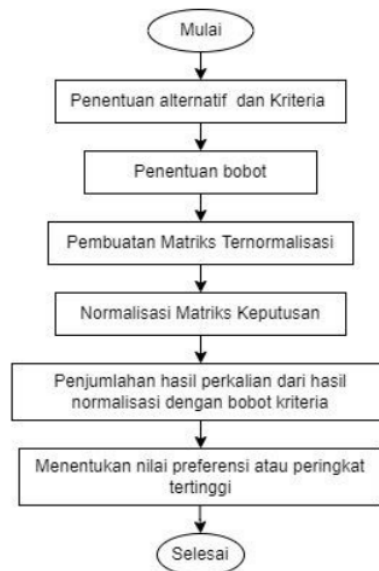 Mulai
Penentuan alternatif dan Kriteria
Penentuan bobot
Pembuatan Matriks Ternormalisasi
Normalisasi Matriks Keputusan
Penjumlahan hasil perkalian dari hasil
normalisasi dengan bobot kriteria
Menentukan nilai preferensi atau peringkat
tertinggi
Selesai